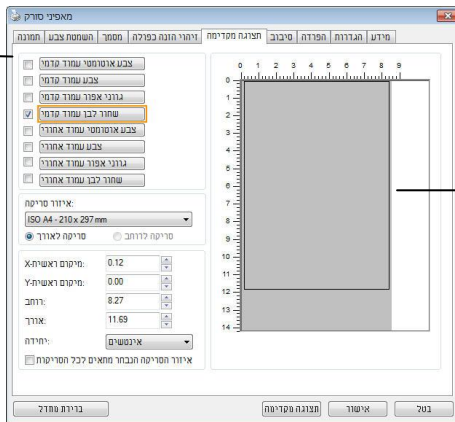 מאפייני סורק
תמונה
השמטת צבע
מסמך
זיהוי הזנה כפולה
תצוגה מקדימה
סיבוב
הפרדה
הגדרות
מידע
צבע אוטומטי עמוד קדמי
צבע עמוד קדמי
גווני אפור עמוד קדמי
שחור לבן עמוד קדמי
צבע אוטומטי עמוד אחורי
צבע עמוד אחורי
גווני אפור עמוד אחורי
שחור לבן עמוד אחורי
איזור סריקה:
ISO A4 - 210 x 297 mm
סריקה לאורך
סריקה לרוחב
מיקום ראשית-X: 0.12
מיקום ראשית-Y: 0.00
רוחב: 8.27
אורך: 11.69
יחידה: אינטשים
איזור הסריקה הנבחר מתאים לכל הסריקות
0 1 2 3 4 5 6 7 8 9
0
1
2
3
4
5
6
7
8
9
10
11
12
13
14
ברירת מחדל
תצוגה מקדימה
אישור
בטל